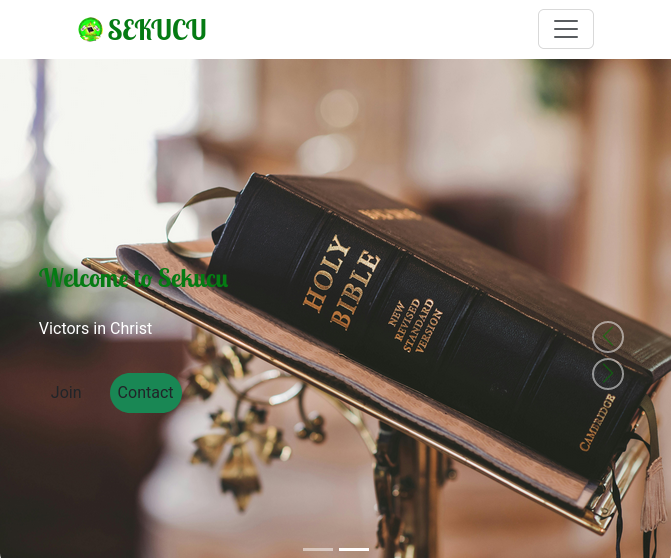 SEKUCU
HOLY
BIBLE
NEW
REVISED
STANDARD
VERSION
CAMBRIDGE
Welcome to Sekucu
Victors in Christ
Join
Contact